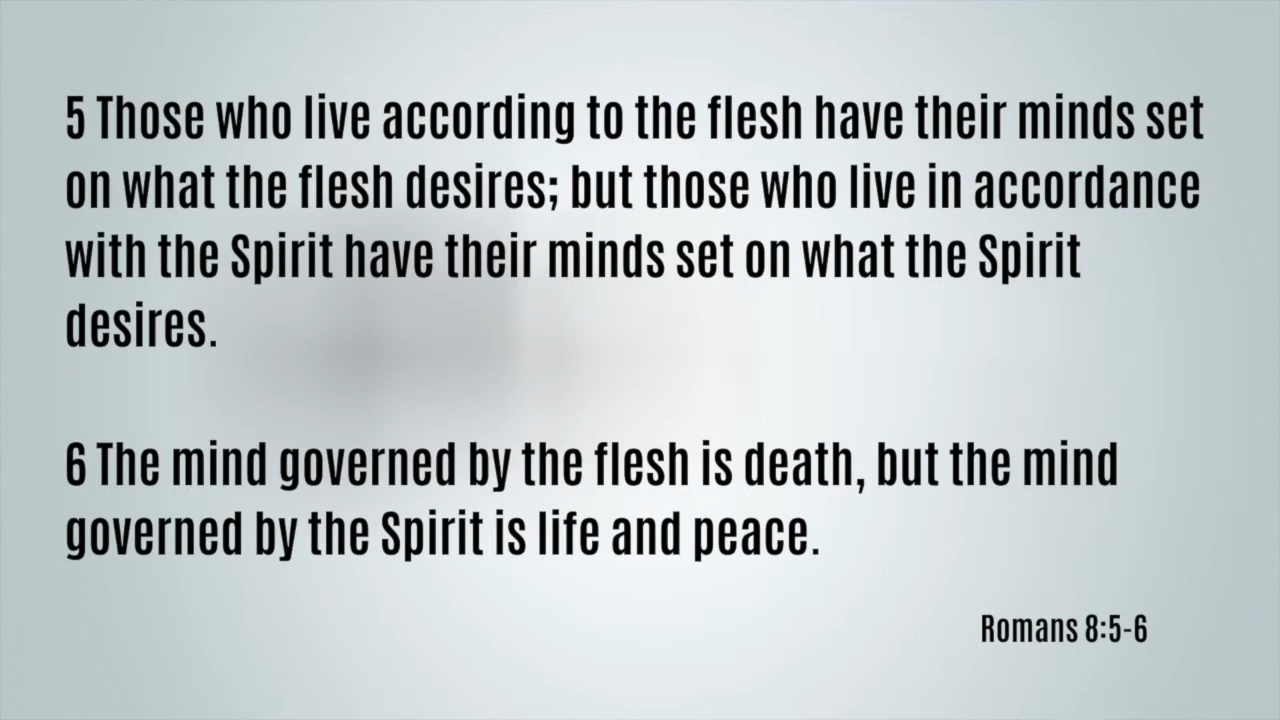 5 Those who live according to the flesh have their minds set
on what the flesh desires; but those who live in accordance
with the Spirit have their minds set on what the Spirit
desires.
6 The mind governed by the flesh is death, but the mind
governed by the Spirit is life and peace.
Romans 8:5-6